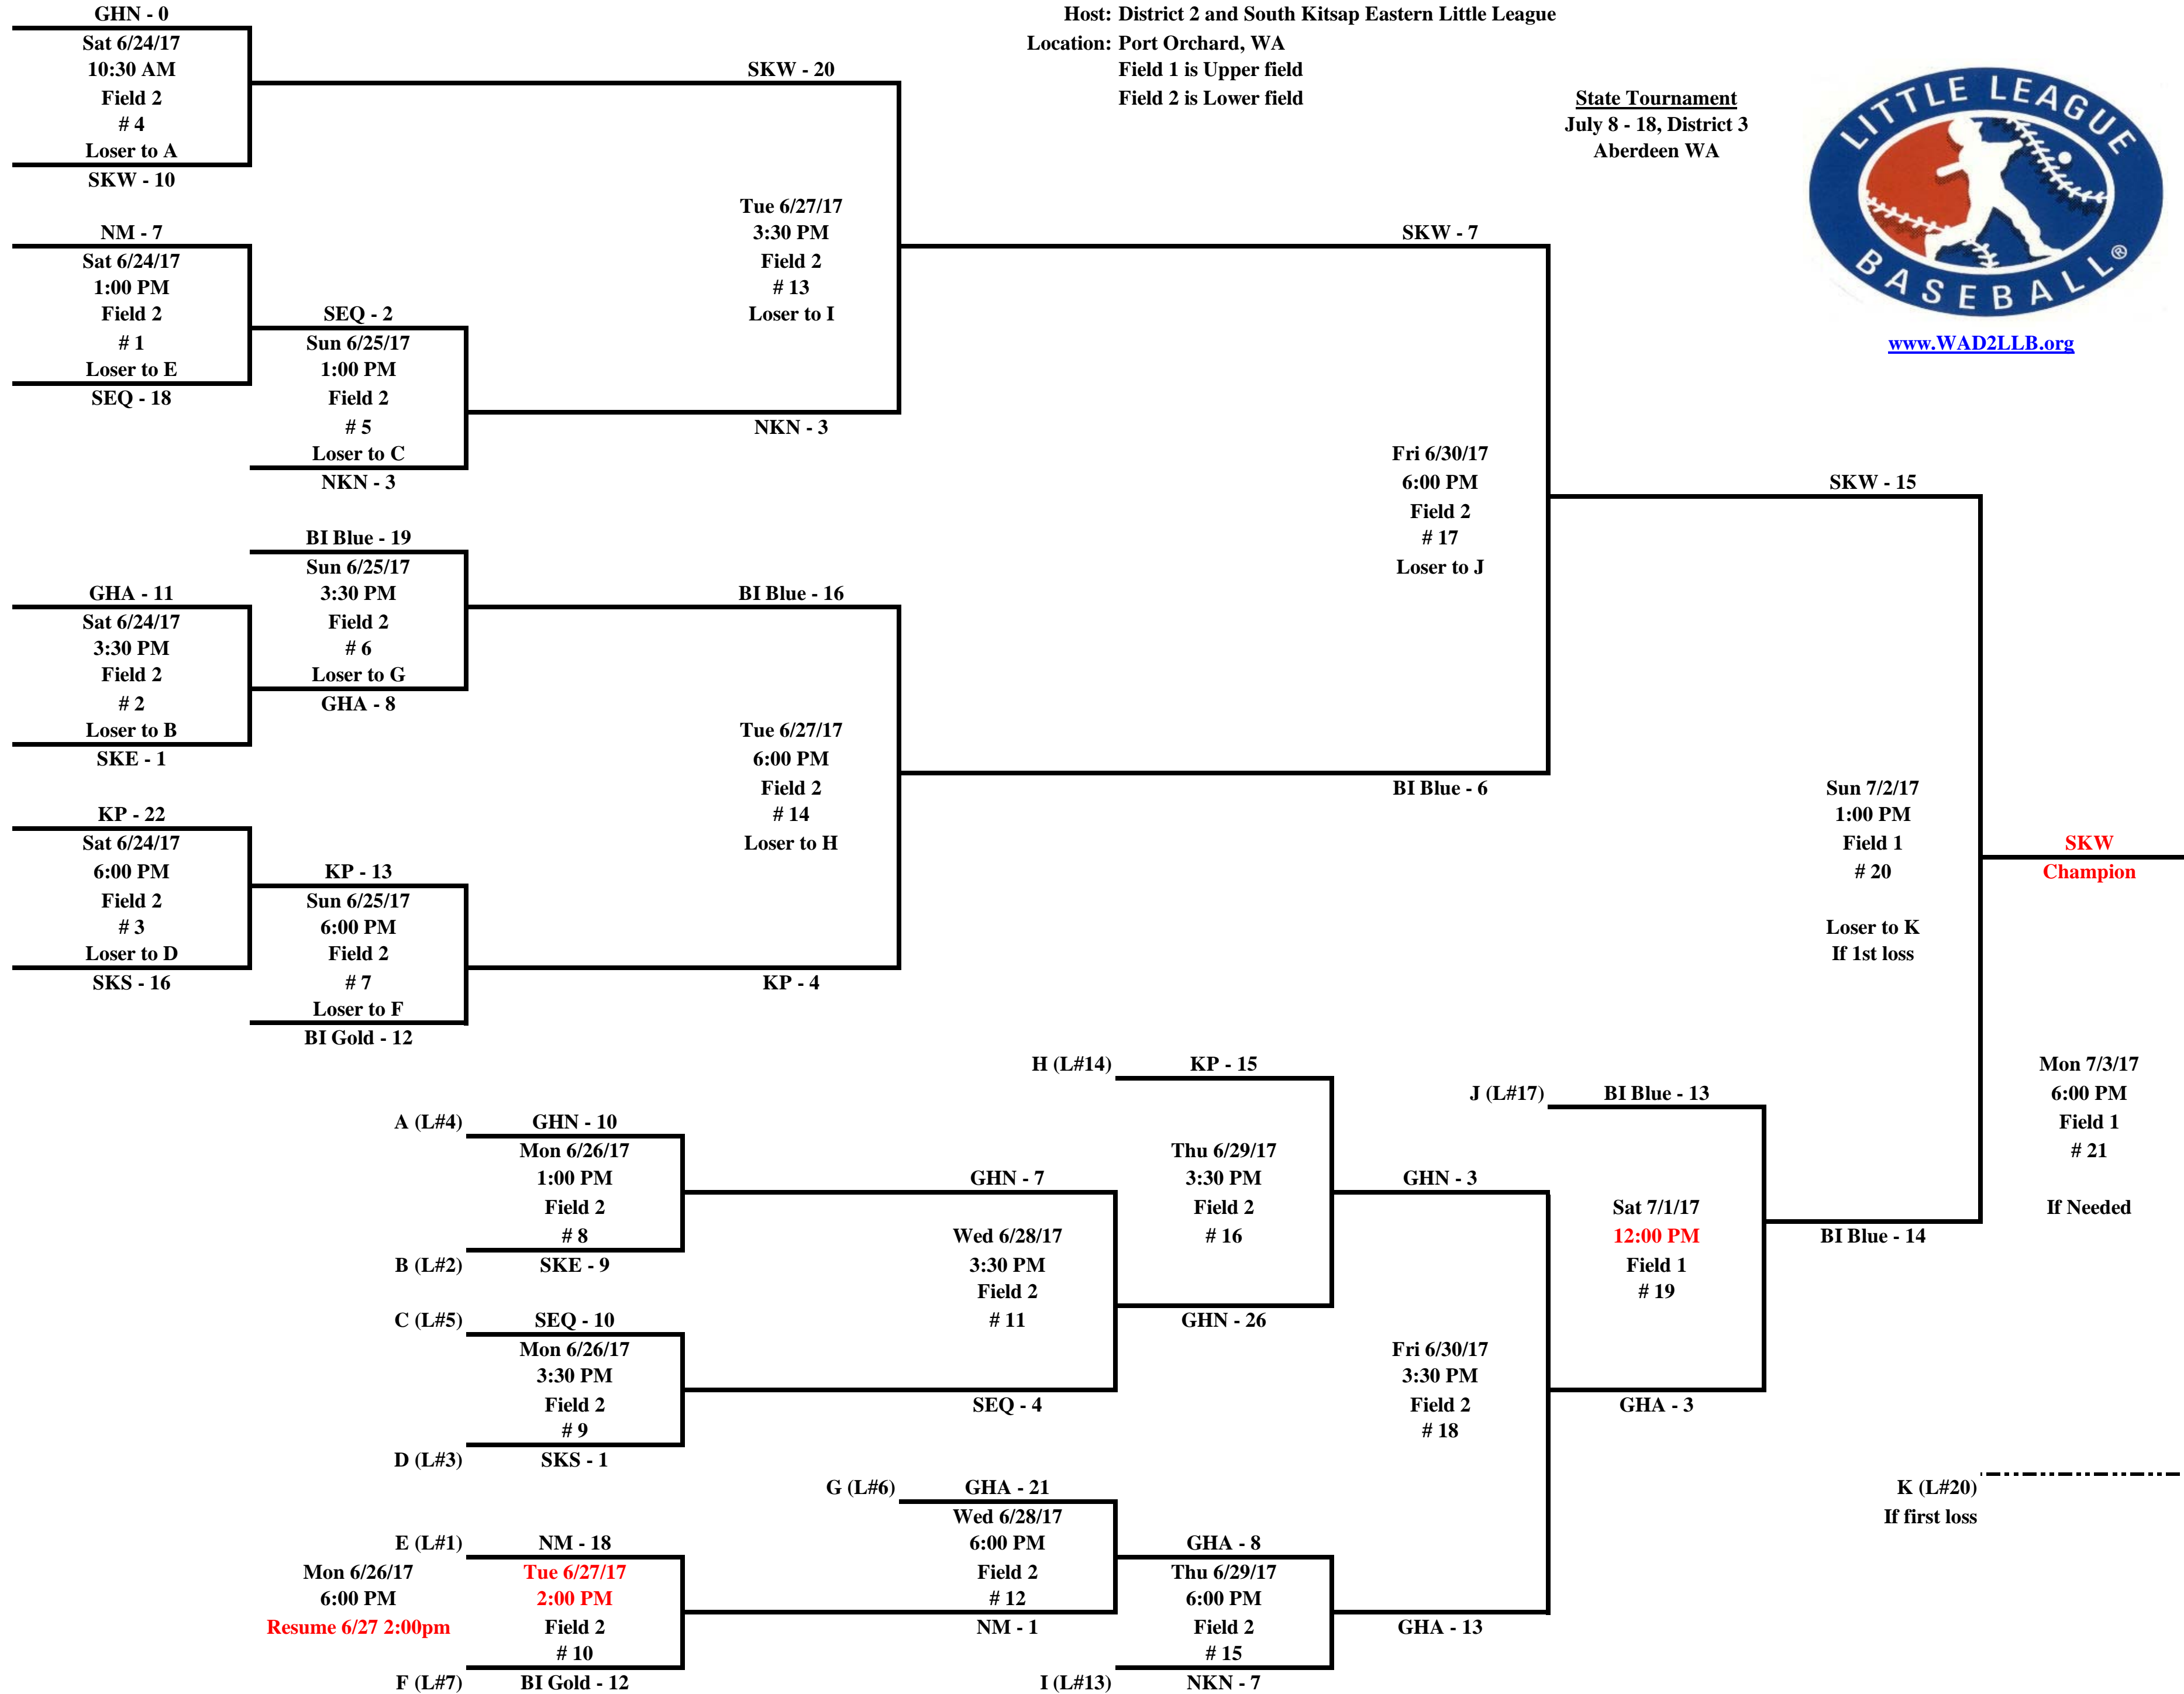 Host: District 2 and South Kitsap Eastern Little League
Location: Port Orchard, WA
Field 1 is Upper field
Field 2 is Lower field
State Tournament
July 8 - 18, District 3
Aberdeen WA
LITTLE LEAGUE
BASEBALL®
www.WAD2LLB.org
GHN - 0
Sat 6/24/17
10:30 AM
Field 2
# 4
Loser to A
SKW - 10
NM - 7
Sat 6/24/17
1:00 PM
Field 2
# 1
Loser to E
SEQ - 18
SEQ - 2
Sun 6/25/17
1:00 PM
Field 2
# 5
Loser to C
NKN - 3
SKW - 20
Tue 6/27/17
3:30 PM
Field 2
# 13
Loser to I
NKN - 3
BI Blue - 19
Sun 6/25/17
3:30 PM
Field 2
# 6
Loser to G
GHA - 8
GHA - 11
Sat 6/24/17
3:30 PM
Field 2
# 2
Loser to B
SKE - 1
KP - 22
Sat 6/24/17
6:00 PM
Field 2
# 3
Loser to D
SKS - 16
KP - 13
Sun 6/25/17
6:00 PM
Field 2
# 7
Loser to F
BI Gold - 12
BI Blue - 16
Tue 6/27/17
6:00 PM
Field 2
# 14
Loser to H
KP - 4
SKW - 7
Fri 6/30/17
6:00 PM
Field 2
# 17
Loser to J
BI Blue - 6
SKW - 15
Sun 7/2/17
1:00 PM
Field 1
# 20
Loser to K
If 1st loss
BI Blue - 14
SKW
Champion
Mon 7/3/17
6:00 PM
Field 1
# 21
If Needed
K (L#20)
If first loss
A (L#4)
GHN - 10
Mon 6/26/17
1:00 PM
Field 2
# 8
B (L#2)
SKE - 9
C (L#5)
SEQ - 10
Mon 6/26/17
3:30 PM
Field 2
# 9
D (L#3)
SKS - 1
E (L#1)
NM - 18
Mon 6/26/17
6:00 PM
Resume 6/27 2:00pm
Tue 6/27/17
2:00 PM
Field 2
# 10
F (L#7)
BI Gold - 12
GHN - 7
Wed 6/28/17
3:30 PM
Field 2
# 11
SEQ - 4
G (L#6)
GHA - 21
Wed 6/28/17
6:00 PM
Field 2
# 12
NM - 1
H (L#14)
KP - 15
Thu 6/29/17
3:30 PM
Field 2
# 16
GHN - 26
GHA - 8
Thu 6/29/17
6:00 PM
Field 2
# 15
I (L#13)
NKN - 7
GHN - 3
Fri 6/30/17
3:30 PM
Field 2
# 18
GHA - 13
J (L#17)
BI Blue - 13
Sat 7/1/17
12:00 PM
Field 1
# 19
GHA - 3